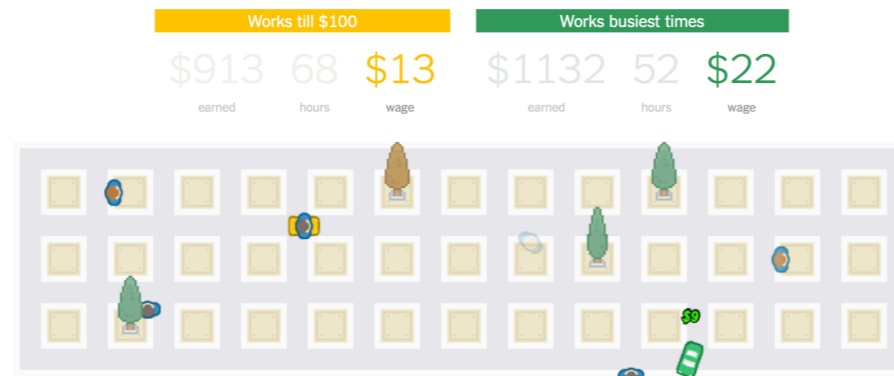 Works till $100
Works busiest times
$913 68 $13
earned hours wage
$1132 52 $22
earned hours wage
$9